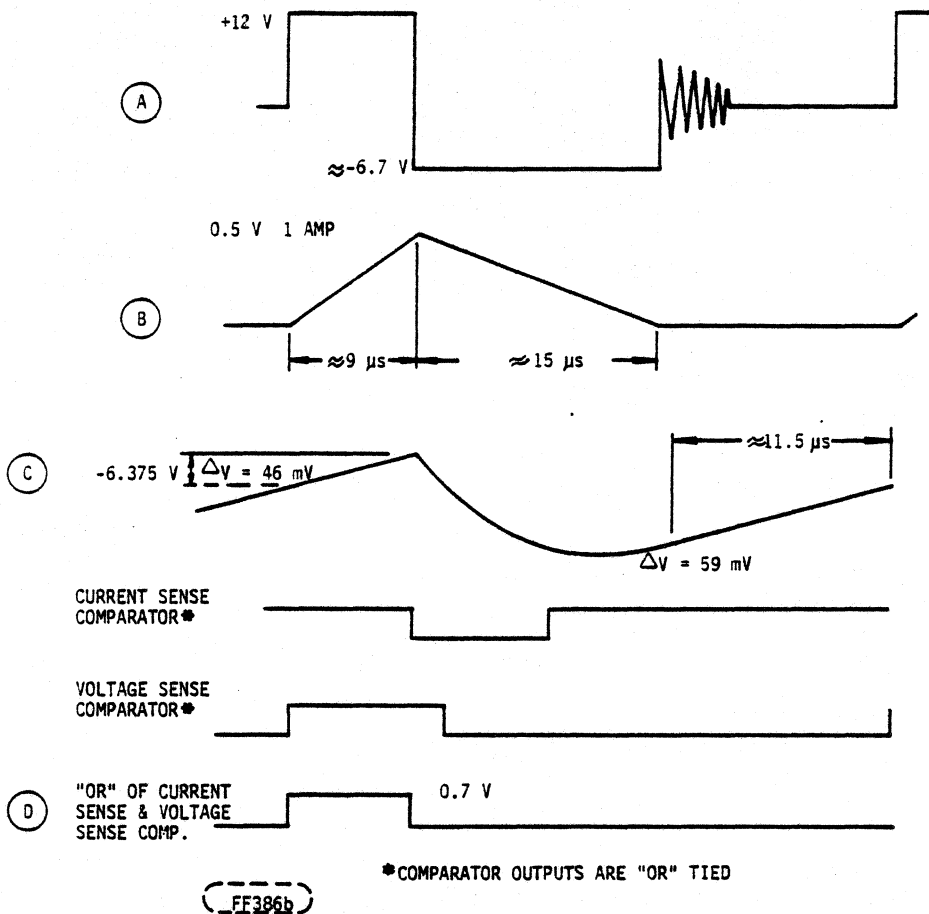 +12 V
A
≈-6.7 V
0.5 V 1 AMP
B
≈9 µs
≈15 µs
≈11.5 µs
C
-6.375 V
△V = 46 mV
△V = 59 mV
CURRENT SENSE
COMPARATOR*
VOLTAGE SENSE
COMPARATOR*
D
"OR" OF CURRENT
SENSE & VOLTAGE
SENSE COMP.
0.7 V
*COMPARATOR OUTPUTS ARE "OR" TIED
FF386b